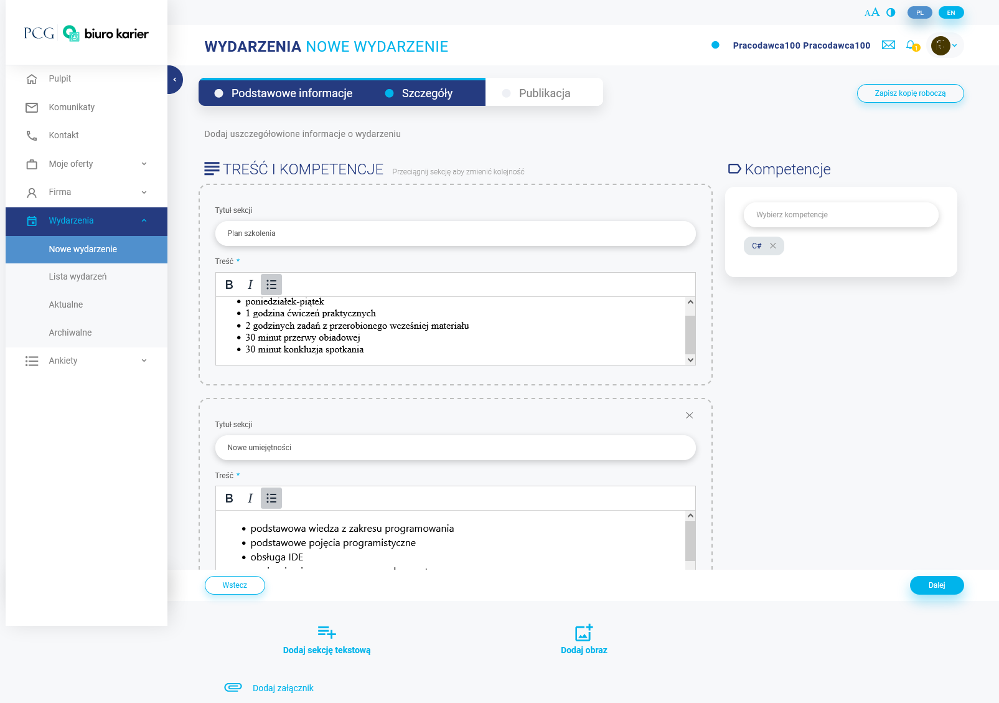 AA PL EN
PCG biuro karier
WYDARZENIA NOWE WYDARZENIE
Pracodawca100 Pracodawca100
1
Pulpit
Komunikaty
Kontakt
Moje oferty
Firma
Wydarzenia
Nowe wydarzenie
Lista wydarzeń
Aktualne
Archiwalne
Ankiety
Podstawowe informacje
Szczegóły
Publikacja
Zapisz kopię roboczą
Dodaj uszczegółowione informacje o wydarzeniu
TREŚĆ I KOMPETENCJE Przeciągnij sekcję aby zmienić kolejność
Tytuł sekcji
Plan szkolenia
Treść *
B I
poniedziałek-piątek
1 godzina ćwiczeń praktycznych
2 godzinych zadań z przerobionego wcześniej materiału
30 minut przerwy obiadowej
30 minut konkluzja spotkania
Tytuł sekcji
Nowe umiejętności
Treść *
B I
podstawowa wiedza z zakresu programowania
podstawowe pojęcia programistyczne
obsługa IDE
Kompetencje
Wybierz kompetencje
C#
Wstecz
Dalej
Dodaj sekcję tekstową
Dodaj obraz
Dodaj załącznik